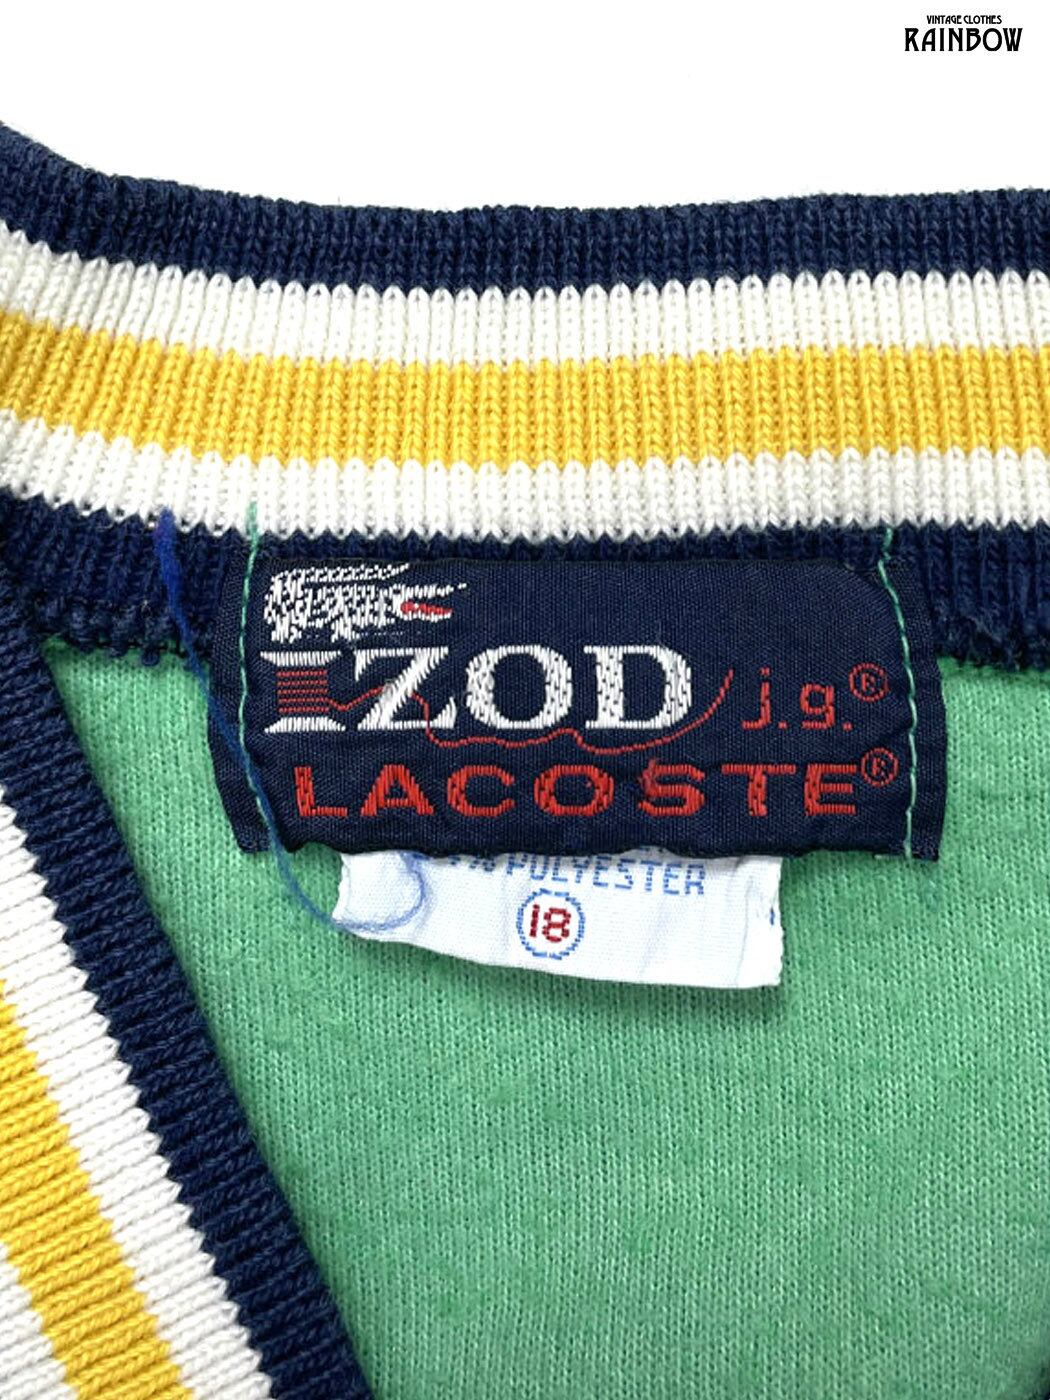 VINTAGE CLOTHES
RAINBOW
IZOD j.g.®
LACOSTE®
% POLYESTER
18